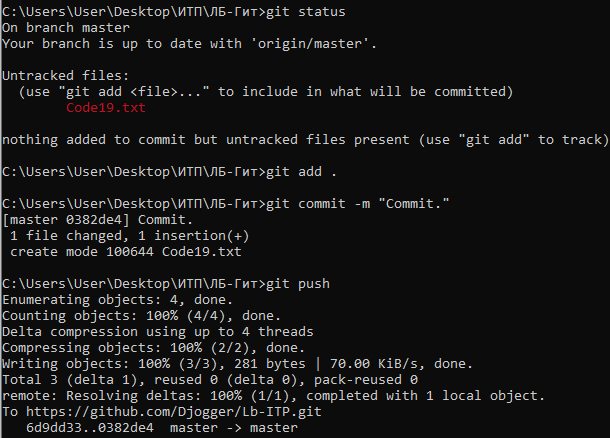 C:\Users\User\Desktop\ИТП\ЛБ-Гит>git status
On branch master
Your branch is up to date with 'origin/master'.
Untracked files:
  (use "git add <file>..." to include in what will be committed)
        Code19.txt
nothing added to commit but untracked files present (use "git add" to track)
C:\Users\User\Desktop\ИТП\ЛБ-Гит>git add .
C:\Users\User\Desktop\ИТП\ЛБ-Гит>git commit -m "Commit."
[master 0382de4] Commit.
 1 file changed, 1 insertion(+)
 create mode 100644 Code19.txt
C:\Users\User\Desktop\ИТП\ЛБ-Гит>git push
Enumerating objects: 4, done.
Counting objects: 100% (4/4), done.
Delta compression using up to 4 threads
Compressing objects: 100% (2/2), done.
Writing objects: 100% (3/3), 281 bytes | 70.00 KiB/s, done.
Total 3 (delta 1), reused 0 (delta 0), pack-reused 0
remote: Resolving deltas: 100% (1/1), completed with 1 local object.
To https://github.com/Djogger/Lb-ITP.git
   6d9dd33..0382de4  master -> master